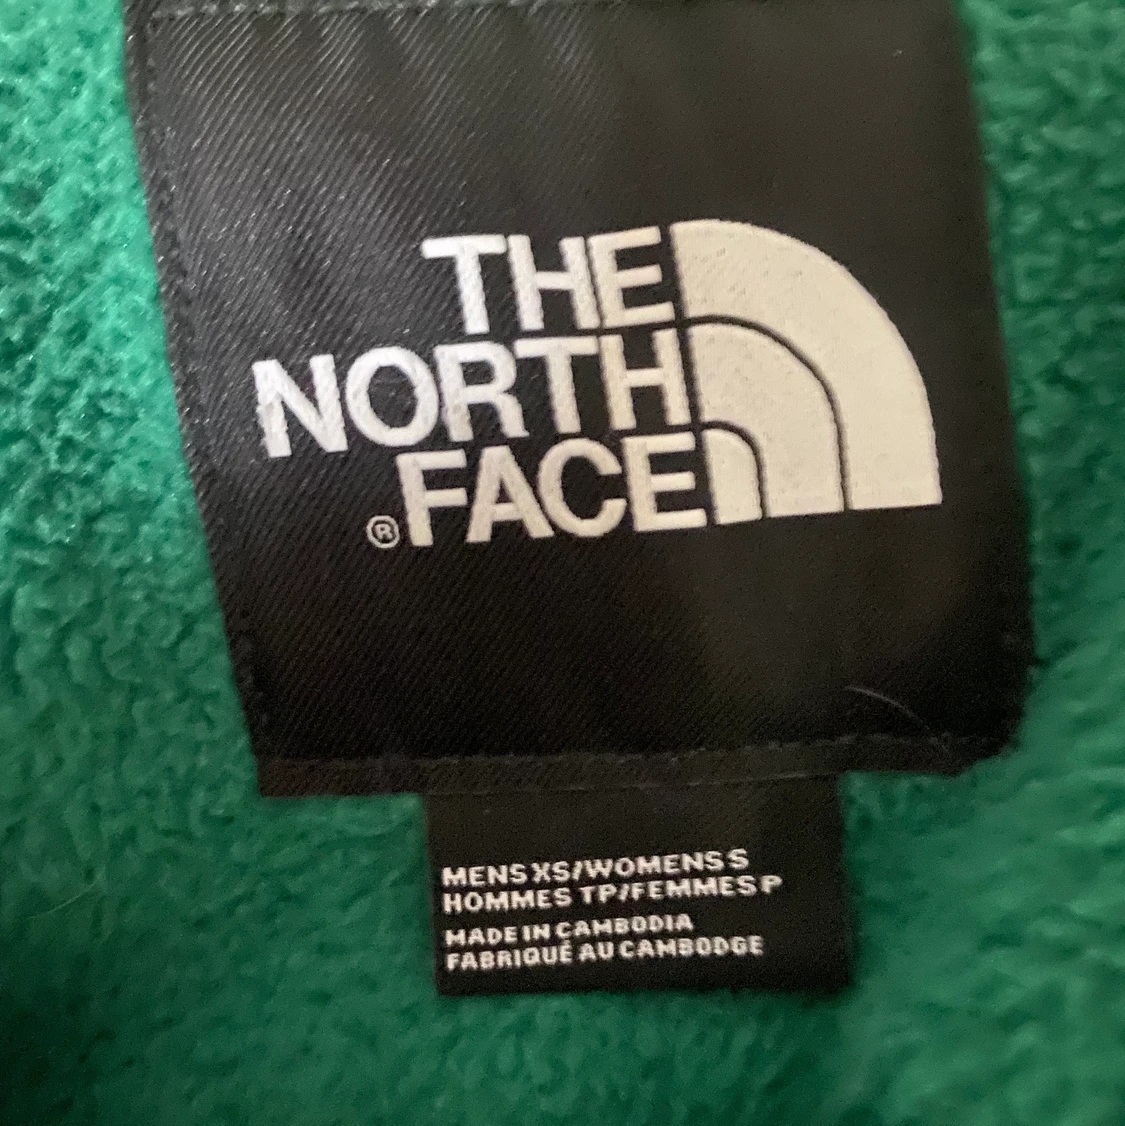 THE
NORTH
®FACE
MENS XS/WOMENS S
HOMMES TP/FEMMES P
MADE IN CAMBODIA
FABRIQUÉ AU CAMBODGE